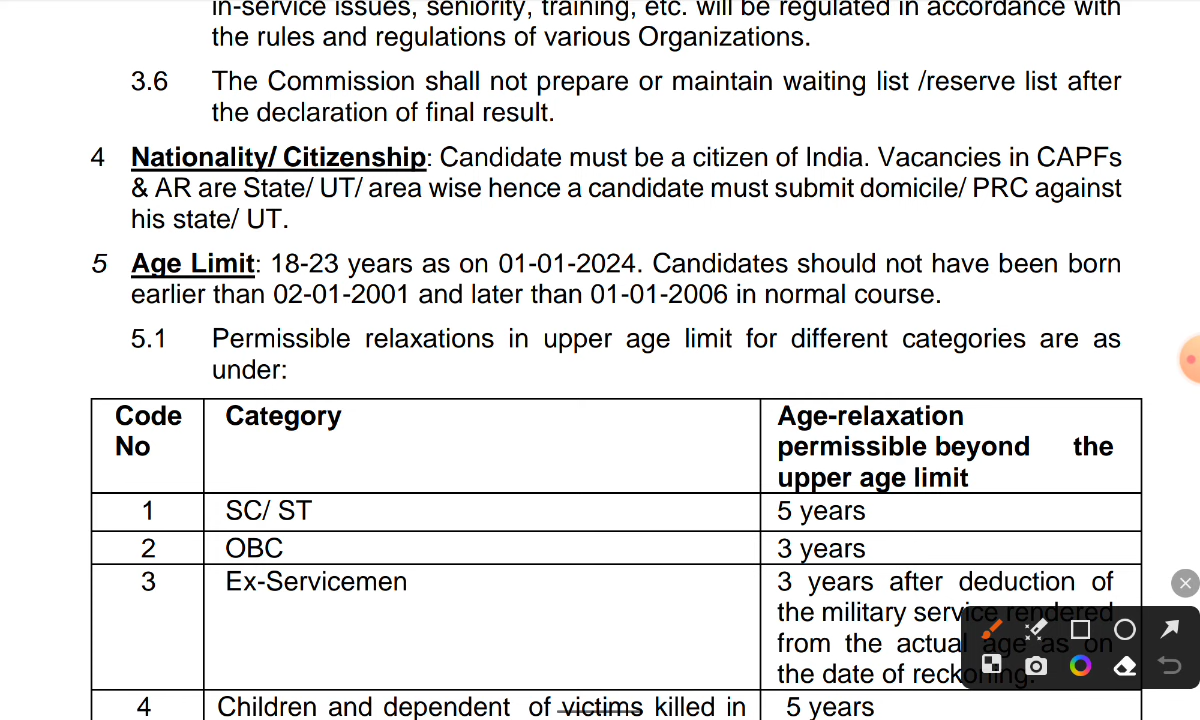 in-service issues, seniority, training, etc. will be regulated in accordance with
the rules and regulations of various Organizations.
3.6 The Commission shall not prepare or maintain waiting list /reserve list after
the declaration of final result.
4 Nationality/ Citizenship: Candidate must be a citizen of India. Vacancies in CAPFs
& AR are State/ UT/ area wise hence a candidate must submit domicile/ PRC against
his state/ UT.
5 Age Limit: 18-23 years as on 01-01-2024. Candidates should not have been born
earlier than 02-01-2001 and later than 01-01-2006 in normal course.
5.1 Permissible relaxations in upper age limit for different categories are as
under:
Code Category Age-relaxation
No permissible beyond the
upper age limit
1 SC/ ST 5 years
2 OBC 3 years
3 Ex-Servicemen 3 years after deduction of
the military service rendered
from the actual age as on
the date of reckoning.
4 Children and dependent of victims killed in 5 years